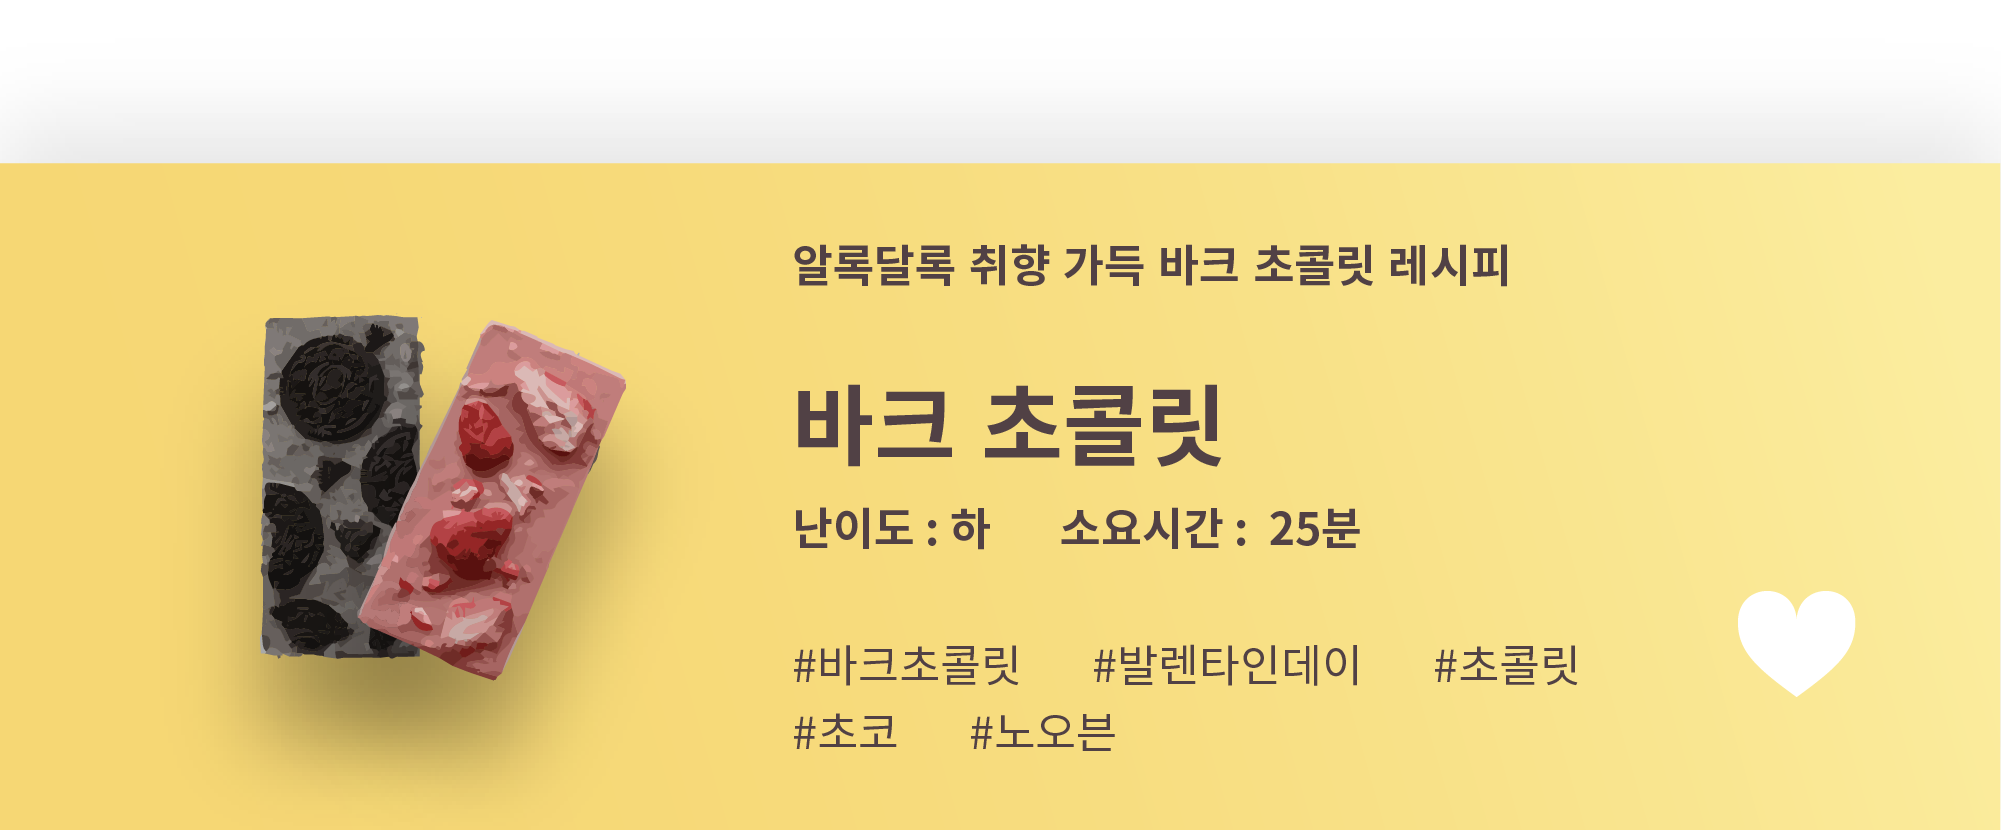 알록달록 취향 가득 바크 초콜릿 레시피
바크 초콜릿
난이도 : 하 소요시간 : 25분
#바크초콜릿 #발렌타인데이 #초콜릿
#초코 #노오븐